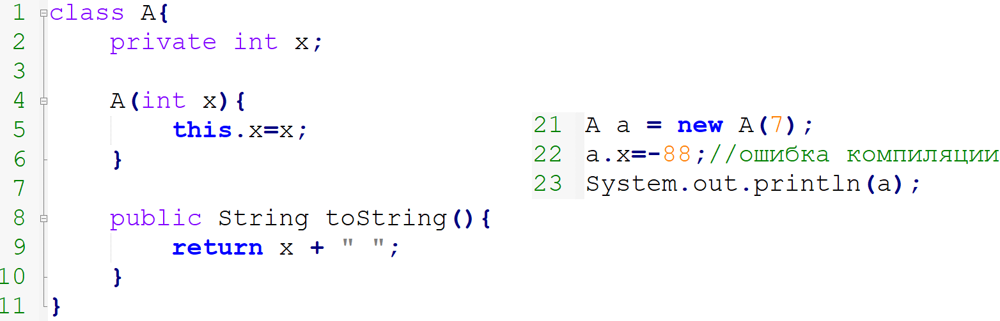 1 class A{
2 private int x;
3
4 A(int x){
5 this.x=x;
6 }
7
8 public String toString(){
9 return x + " ";
10 }
11 }
21 A a = new A(7);
22 a.x=-88;//ошибка компиляции
23 System.out.println(a);